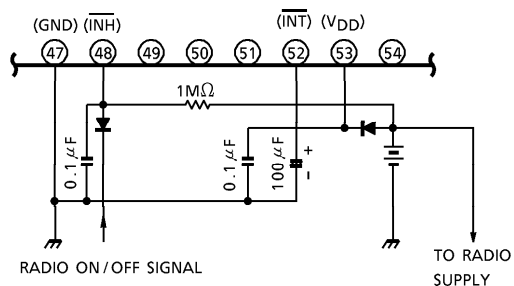 (GND) (INH) (INT) (VDD)
47 48 49 50 51 52 53 54
1MΩ
0.1μF 0.1μF 100μF + -
RADIO ON/OFF SIGNAL
TO RADIO
SUPPLY